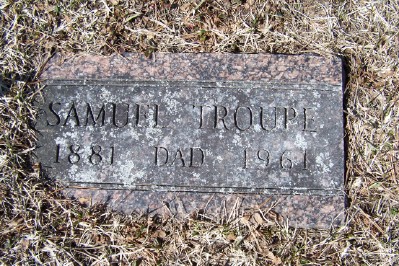 SAMUEL TROUPE
1881 DAD 1961